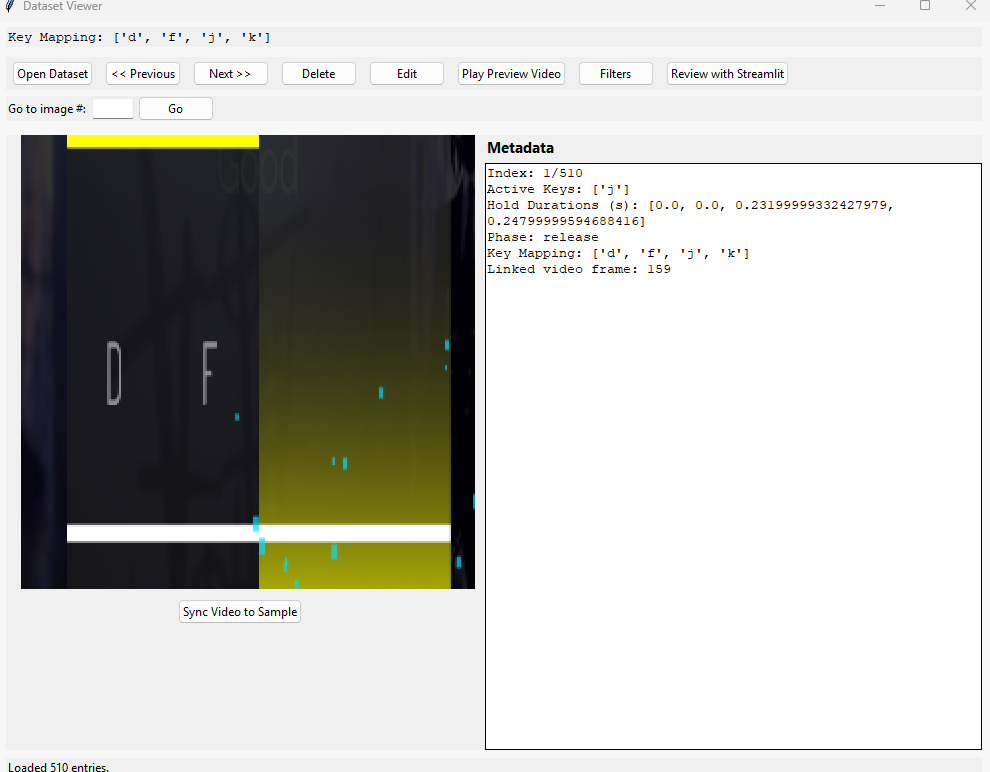 Dataset Viewer
Key Mapping: ['d', 'f', 'j', 'k']
Open Dataset << Previous Next >> Delete Edit Play Preview Video Filters Review with Streamlit
Go to image #: Go
Good
D F
Sync Video to Sample
Metadata
Index: 1/510
Active Keys: ['j']
Hold Durations (s): [0.0, 0.0, 0.23199999332427979,
0.24799999594688416]
Phase: release
Key Mapping: ['d', 'f', 'j', 'k']
Linked video frame: 159
Loaded 510 entries.